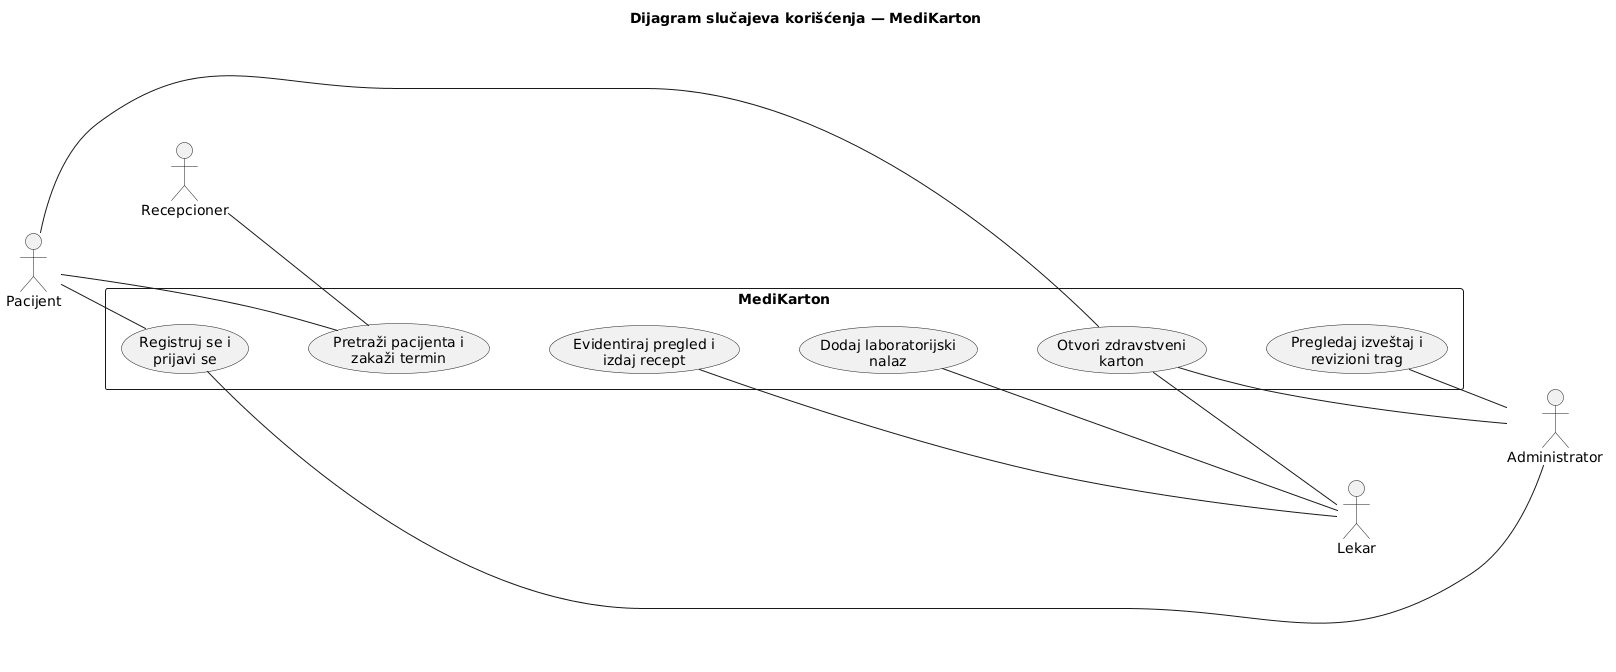 Dijagram slučajeva korišćenja — MediKarton
Recepcioner
Pacijent
MediKarton
Registruj se i
prijavi se
Pretraži pacijenta i
zakaži termin
Evidentiraj pregled i
izdaj recept
Dodaj laboratorijski
nalaz
Otvori zdravstveni
karton
Pregledaj izveštaj i
revizioni trag
Administrator
Lekar